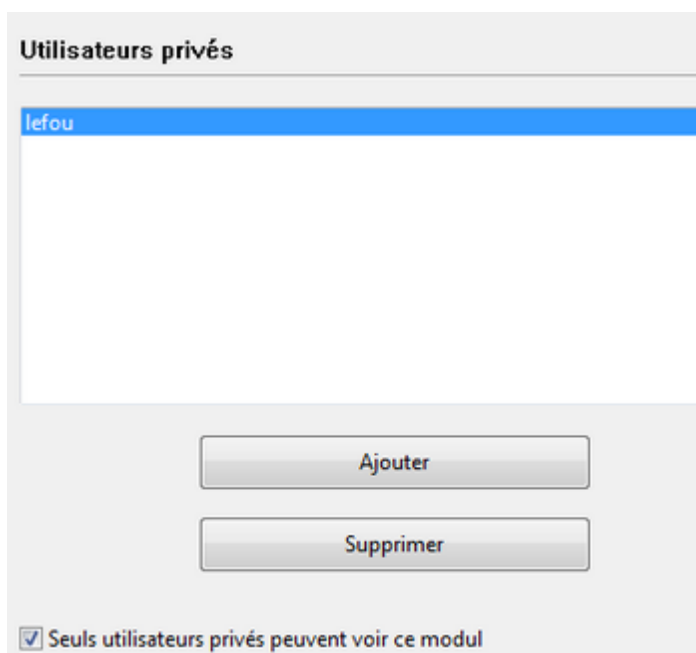 Utilisateurs privés
lefou
Ajouter
Supprimer
Seuls utilisateurs privés peuvent voir ce modul